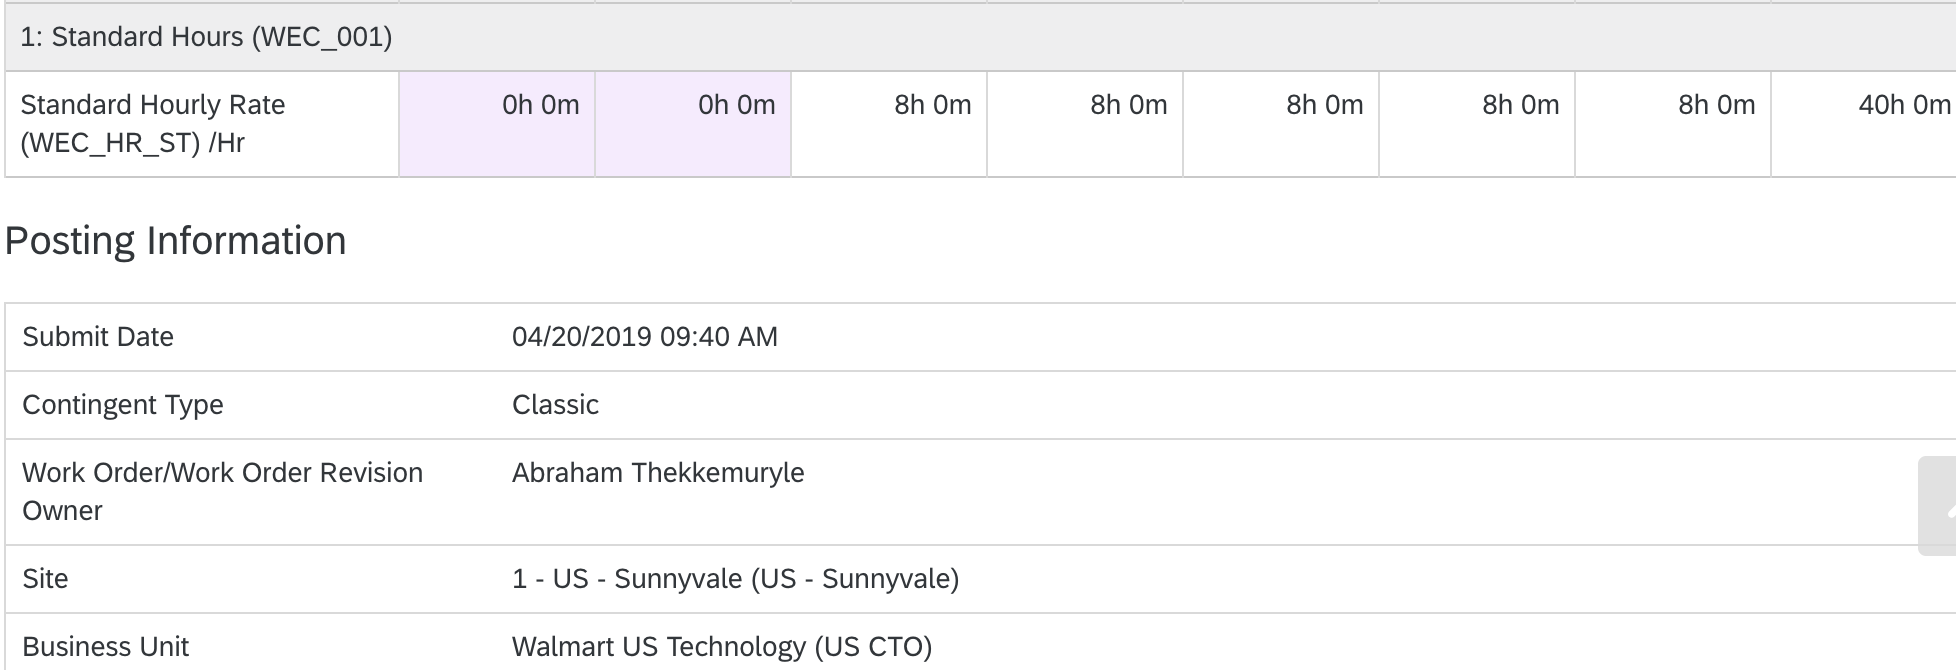 1: Standard Hours (WEC_001)
Standard Hourly Rate 0h 0m 0h 0m 8h 0m 8h 0m 8h 0m 8h 0m 8h 0m 40h 0m
(WEC_HR_ST) /Hr
Posting Information
Submit Date 04/20/2019 09:40 AM
Contingent Type Classic
Work Order/Work Order Revision Abraham Thekkemuryle
Owner
Site 1 - US - Sunnyvale (US - Sunnyvale)
Business Unit Walmart US Technology (US CTO)